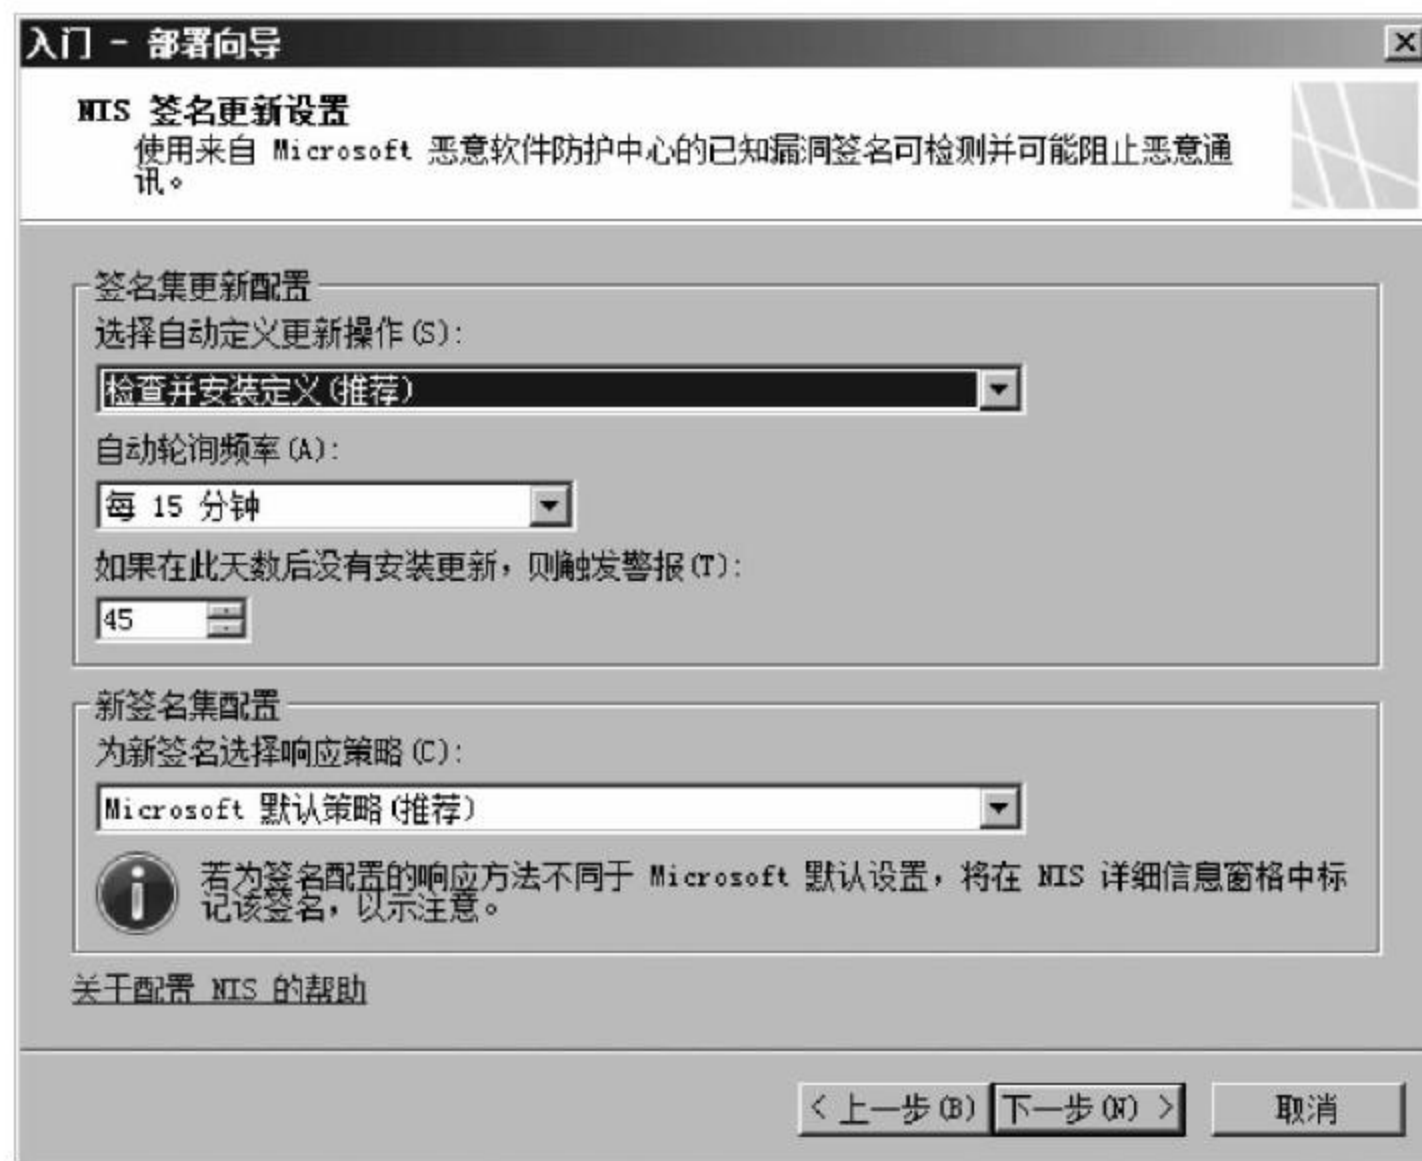 入门 - 部署向导
NIS 签名更新设置
使用来自 Microsoft 恶意软件防护中心的已知漏洞签名可检测并可能阻止恶意通
讯。
签名集更新配置
选择自动定义更新操作(S):
检查并安装定义(推荐)
自动轮询频率(A):
每 15 分钟
如果在此天数后没有安装更新，则触发警报(T):
45
新签名集配置
为新签名选择响应策略(C):
Microsoft 默认策略(推荐)
若为签名配置的响应方法不同于 Microsoft 默认设置，将在 NIS 详细信息窗格中标
记该签名，以示注意。
关于配置 NIS 的帮助
< 上一步(B) 下一步(N) > 取消